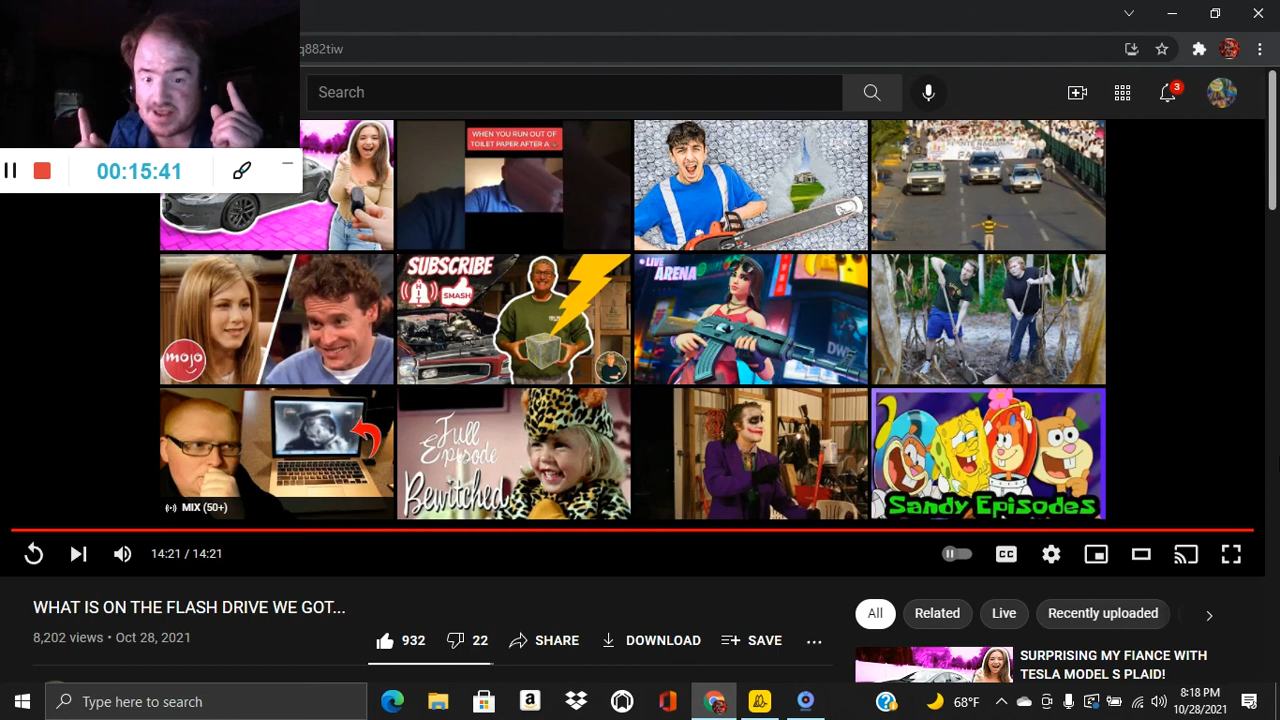 q882tiw
Search
3
00:15:41
WHEN YOU RUN OUT OF
TOILET PAPER AFTER A
SUBSCRIBE
HIT
SMASH
LIVE
ARENA
mojo
MIX (50+)
Full
Episode
Bewitched
Sandy Episodes
14:21 / 14:21
CC
WHAT IS ON THE FLASH DRIVE WE GOT...
8,202 views • Oct 28, 2021
932
22
SHARE
DOWNLOAD
SAVE
All
Related
Live
Recently uploaded
SURPRISING MY FIANCE WITH
TESLA MODEL S PLAID!
Type here to search
68°F
8:18 PM
10/28/2021